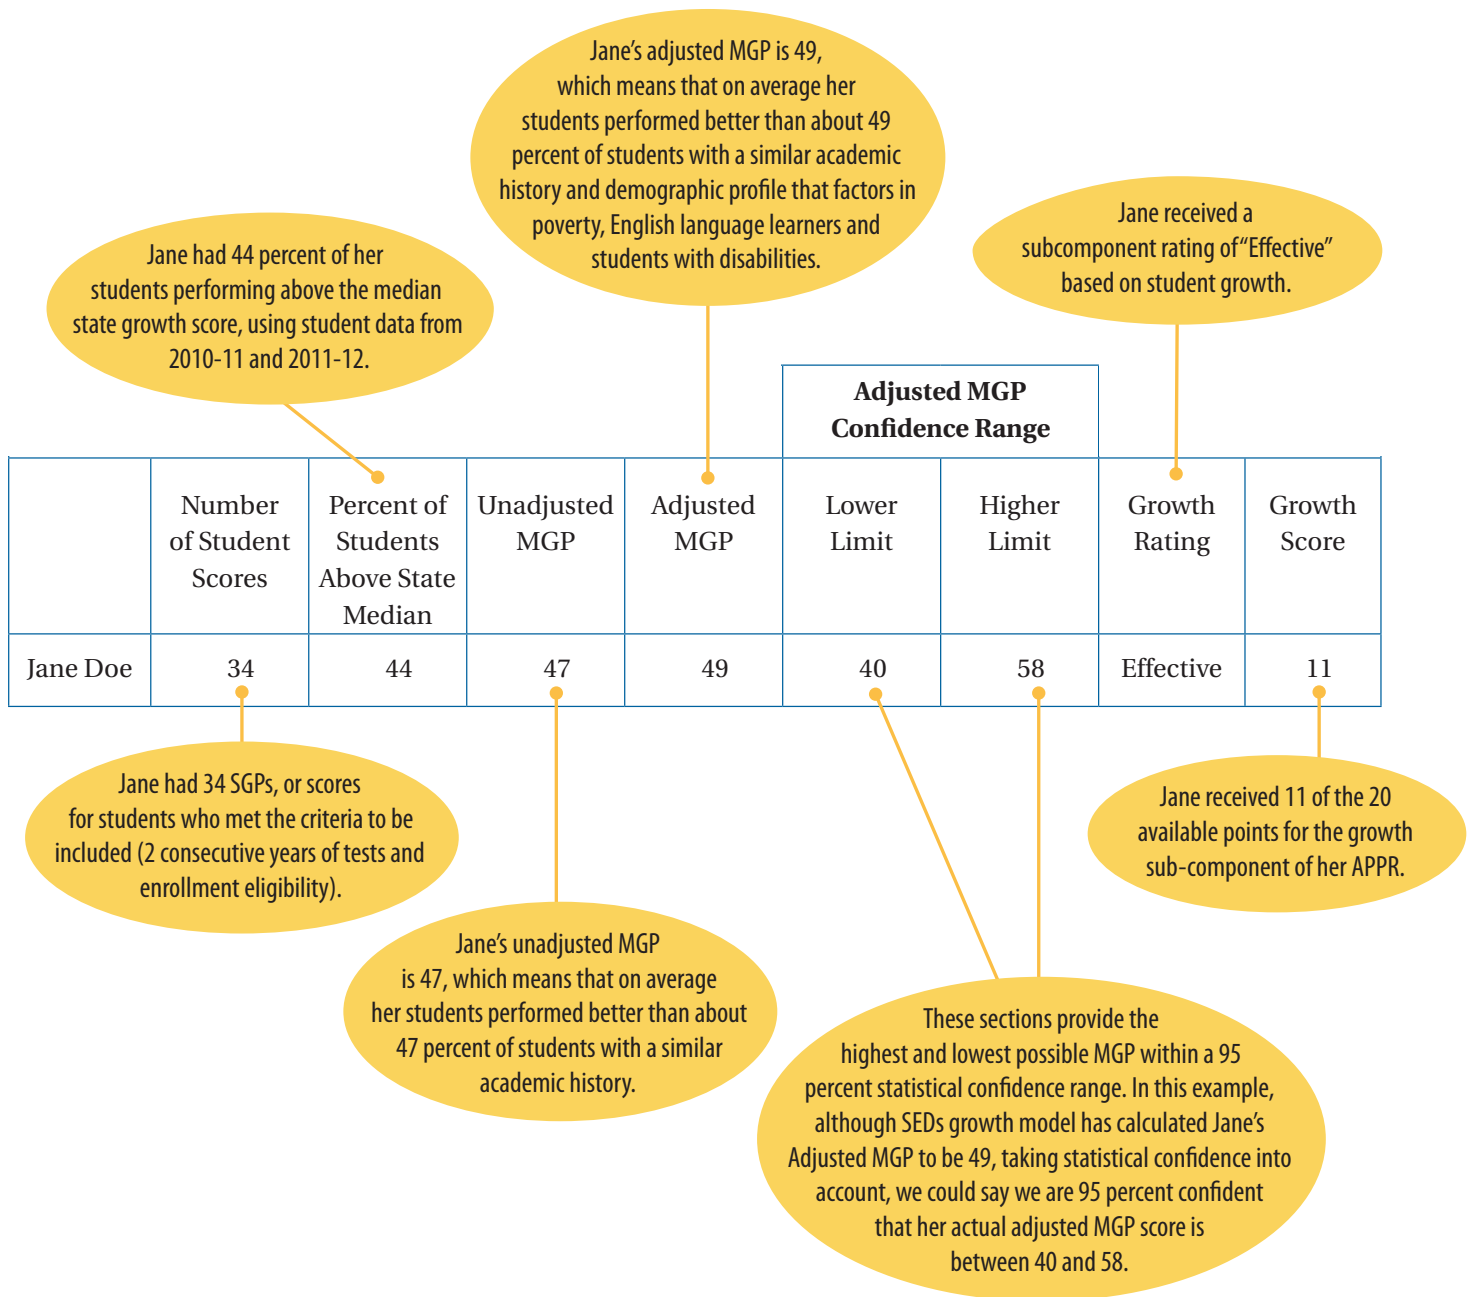 Jane's adjusted MGP is 49,
which means that on average her
students performed better than about 49
percent of students with a similar academic
history and demographic profile that factors in
poverty, English language learners and
students with disabilities.
Jane received a
subcomponent rating of “Effective”
based on student growth.
Jane had 44 percent of her
students performing above the median
state growth score, using student data from
2010-11 and 2011-12.
Adjusted MGP
Confidence Range
Number
of Student
Scores
Percent of
Students
Above State
Median
Unadjusted
MGP
Adjusted
MGP
Lower
Limit
Higher
Limit
Growth
Rating
Growth
Score
Jane Doe 34 44 47 49 40 58 Effective 11
Jane had 34 SGPs, or scores
for students who met the criteria to be
included (2 consecutive years of tests and
enrollment eligibility).
Jane received 11 of the 20
available points for the growth
sub-component of her APPR.
Jane's unadjusted MGP
is 47, which means that on average
her students performed better than about
47 percent of students with a similar
academic history.
These sections provide the
highest and lowest possible MGP within a 95
percent statistical confidence range. In this example,
although SEDs growth model has calculated Jane's
Adjusted MGP to be 49, taking statistical confidence into
account, we could say we are 95 percent confident
that her actual adjusted MGP score is
between 40 and 58.